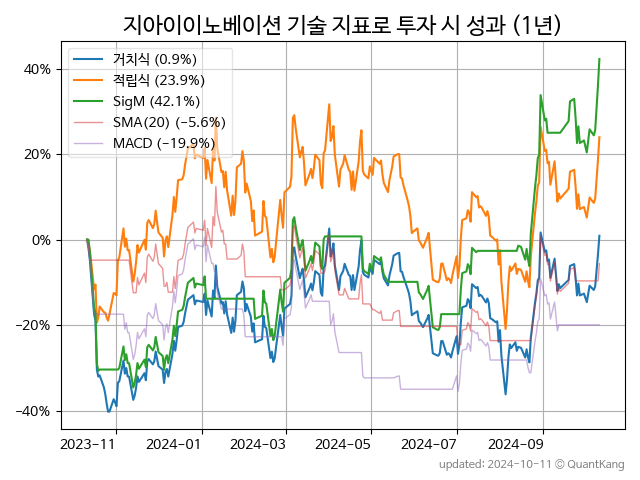 지아이이노베이션 기술 지표로 투자 시 성과 (1년)
거치식 (0.9%)
적립식 (23.9%)
SigM (42.1%)
SMA(20) (−5.6%)
MACD (−19.9%)
40%
20%
0%
−20%
−40%
2023-11 2024-01 2024-03 2024-05 2024-07 2024-09
updated: 2024-10-11 © QuantKang